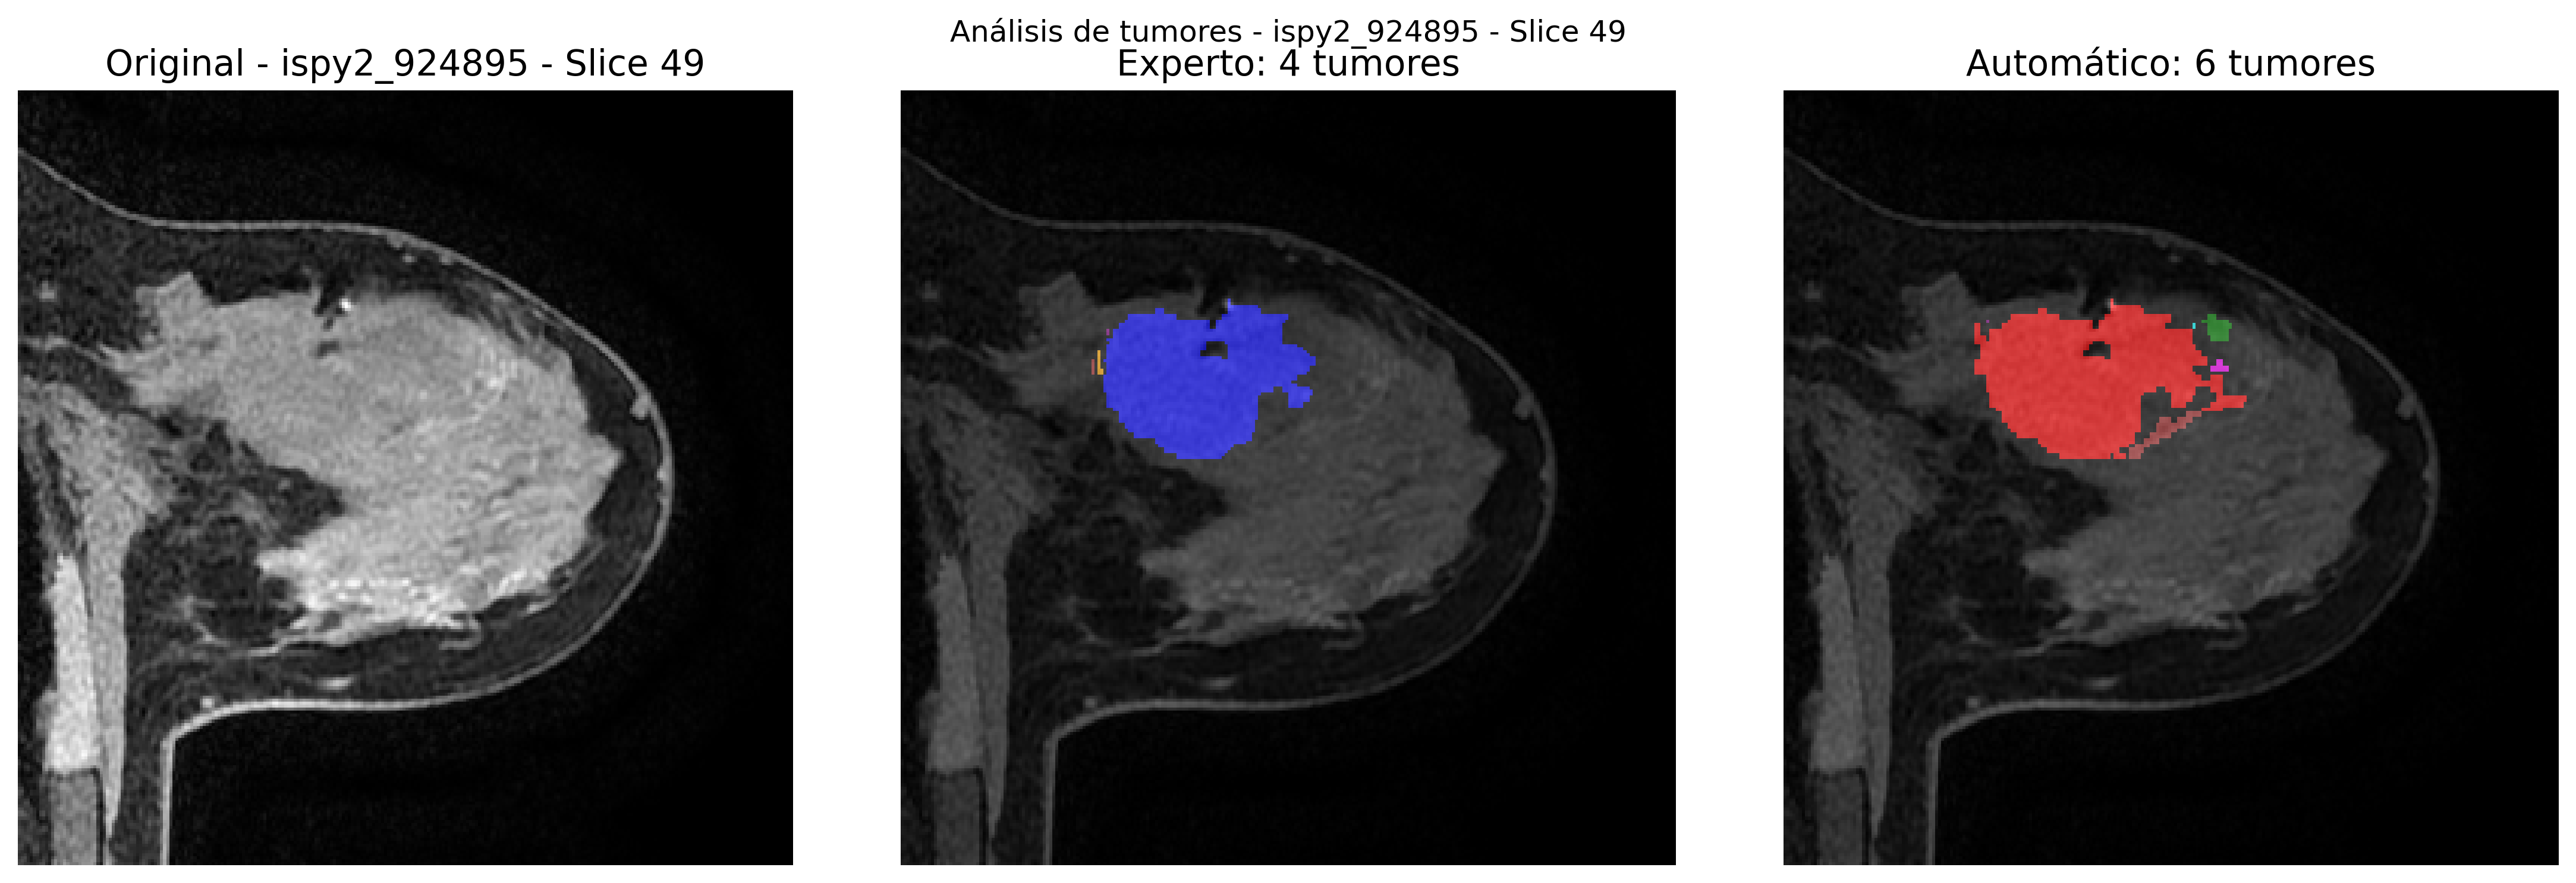 Análisis de tumores - ispy2_924895 - Slice 49
Original - ispy2_924895 - Slice 49
Experto: 4 tumores
Automático: 6 tumores